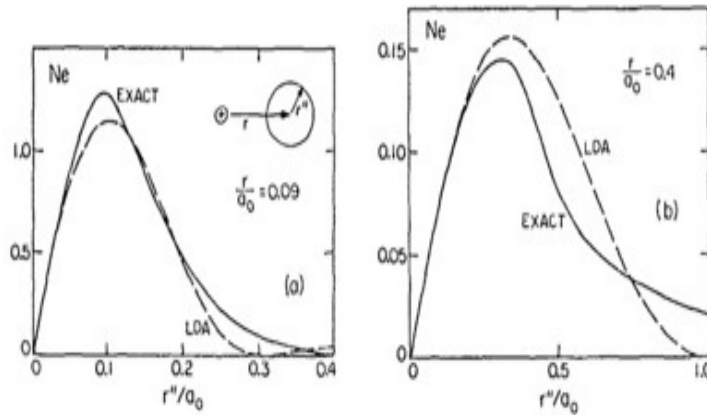 Ne
EXACT
r
r"
r/a₀ = 0.09
LDA
(a)
1.0
0.5
0
0 0.1 0.2 0.3 0.4
r"/a₀
Ne
r/a₀ = 0.4
LDA
EXACT
(b)
0.15
0.10
0.05
0
0 0.5 1.0
r"/a₀